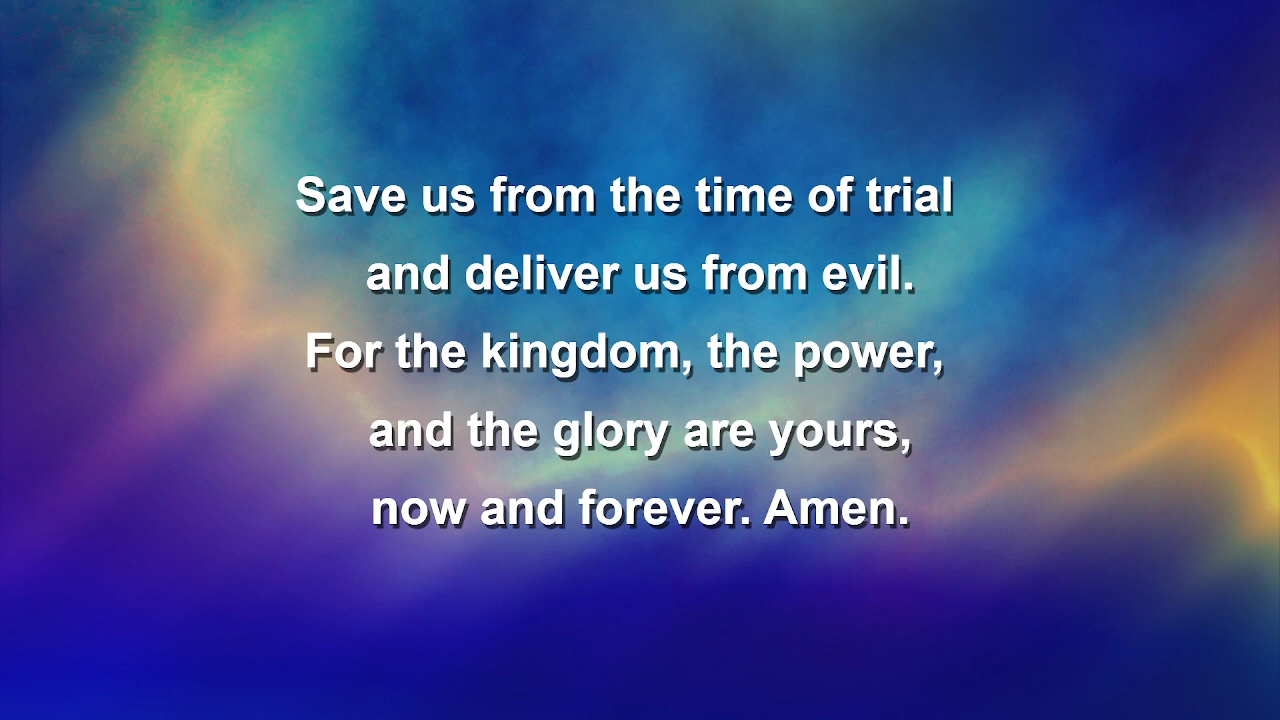 Save us from the time of trial
and deliver us from evil.
For the kingdom, the power,
and the glory are yours,
now and forever. Amen.